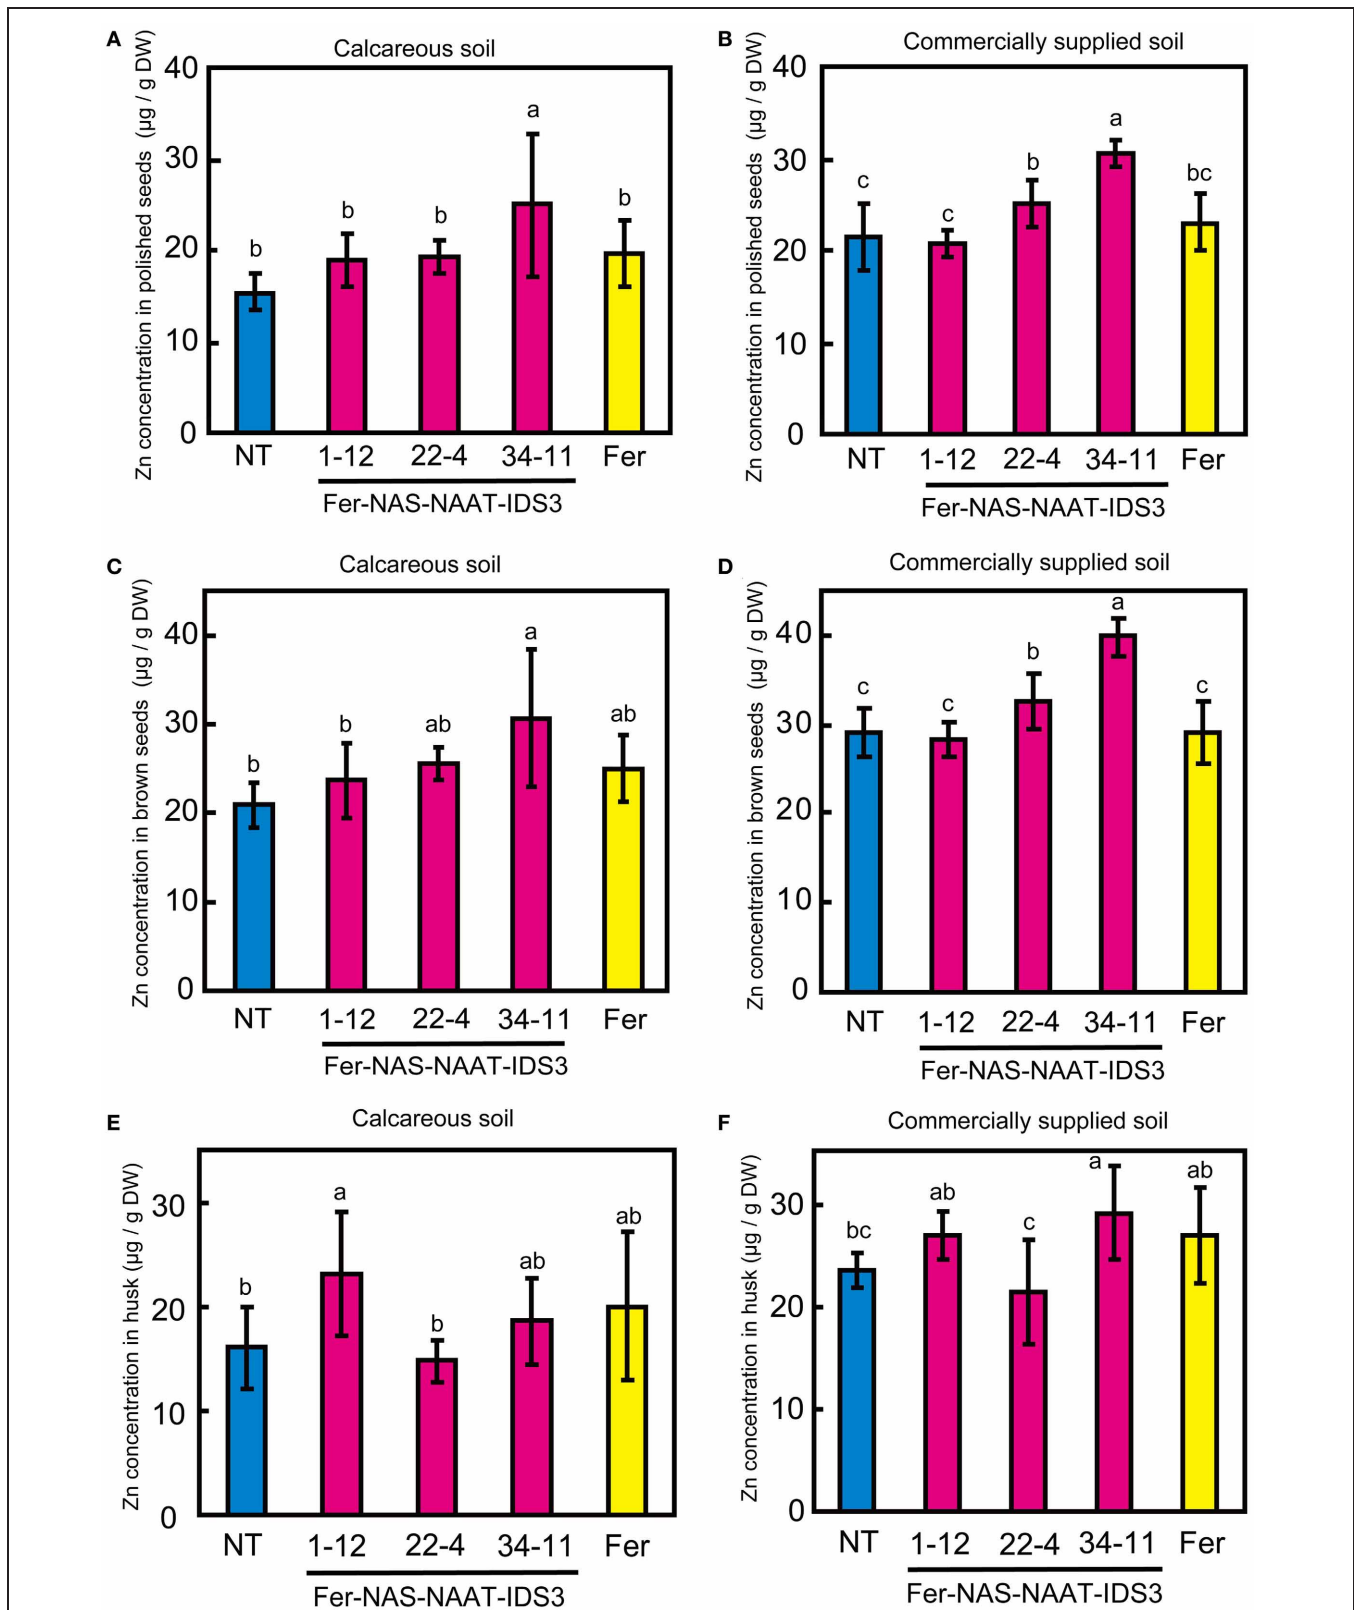 A
Calcareous soil
Zn concentration in polished seeds (µg / g DW)
40
30
20
10
0
b
b
b
a
b
NT 1-12 22-4 34-11 Fer
Fer-NAS-NAAT-IDS3
B
Commercially supplied soil
Zn concentration in polished seeds (µg / g DW)
40
30
20
10
0
c
c
b
a
bc
NT 1-12 22-4 34-11 Fer
Fer-NAS-NAAT-IDS3
C
Calcareous soil
Zn concentration in brown seeds (µg / g DW)
40
30
20
10
0
b
b
ab
a
ab
NT 1-12 22-4 34-11 Fer
Fer-NAS-NAAT-IDS3
D
Commercially supplied soil
Zn concentration in brown seeds (µg / g DW)
40
30
20
10
0
c
c
b
a
c
NT 1-12 22-4 34-11 Fer
Fer-NAS-NAAT-IDS3
E
Calcareous soil
Zn concentration in husk (µg / g DW)
30
20
10
0
b
a
b
ab
ab
NT 1-12 22-4 34-11 Fer
Fer-NAS-NAAT-IDS3
F
Commercially supplied soil
Zn concentration in husk (µg / g DW)
30
20
10
0
bc
ab
c
a
ab
NT 1-12 22-4 34-11 Fer
Fer-NAS-NAAT-IDS3